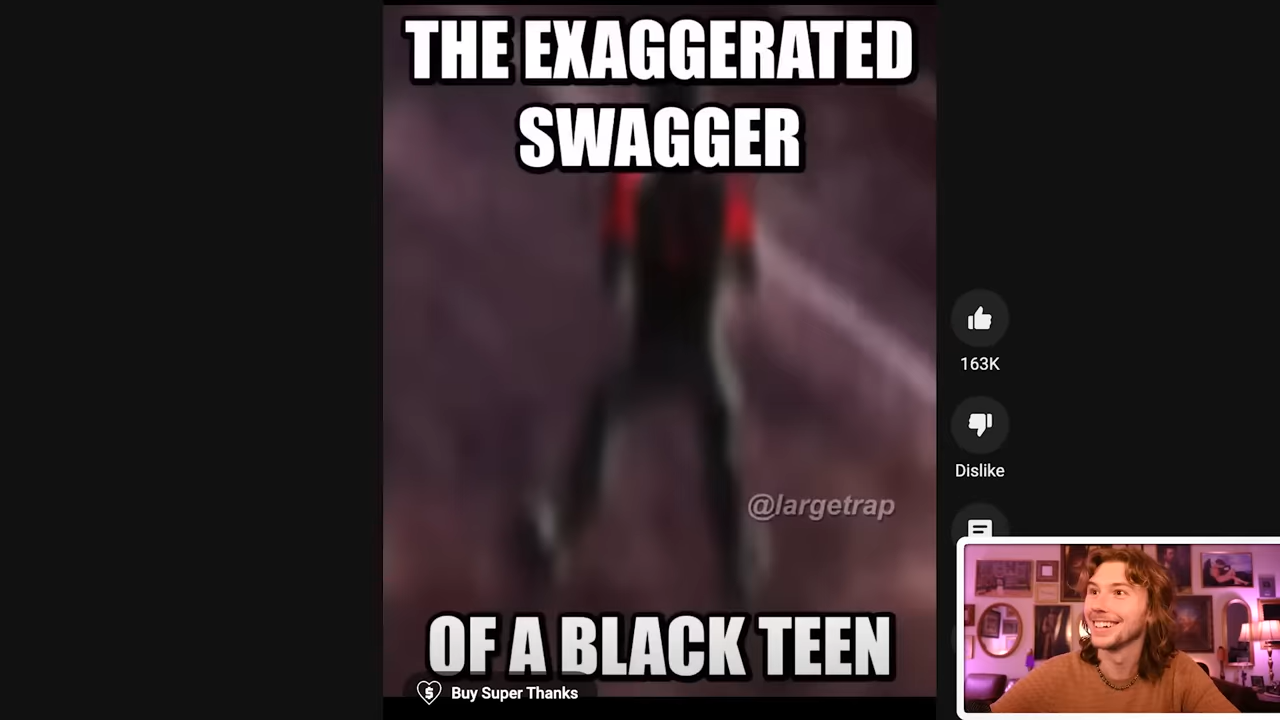 THE EXAGGERATED
SWAGGER
163K
Dislike
@largetrap
OF A BLACK TEEN
Buy Super Thanks